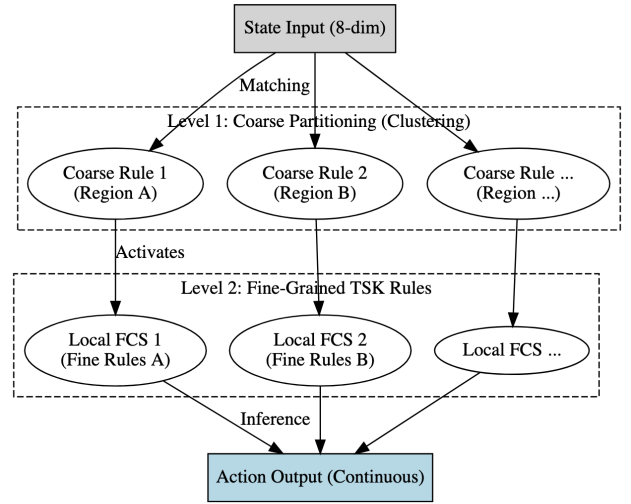 State Input (8-dim)
Matching
Level 1: Coarse Partitioning (Clustering)
Coarse Rule 1
(Region A)
Coarse Rule 2
(Region B)
Coarse Rule ...
(Region ...)
Activates
Level 2: Fine-Grained TSK Rules
Local FCS 1
(Fine Rules A)
Local FCS 2
(Fine Rules B)
Local FCS ...
Inference
Action Output (Continuous)